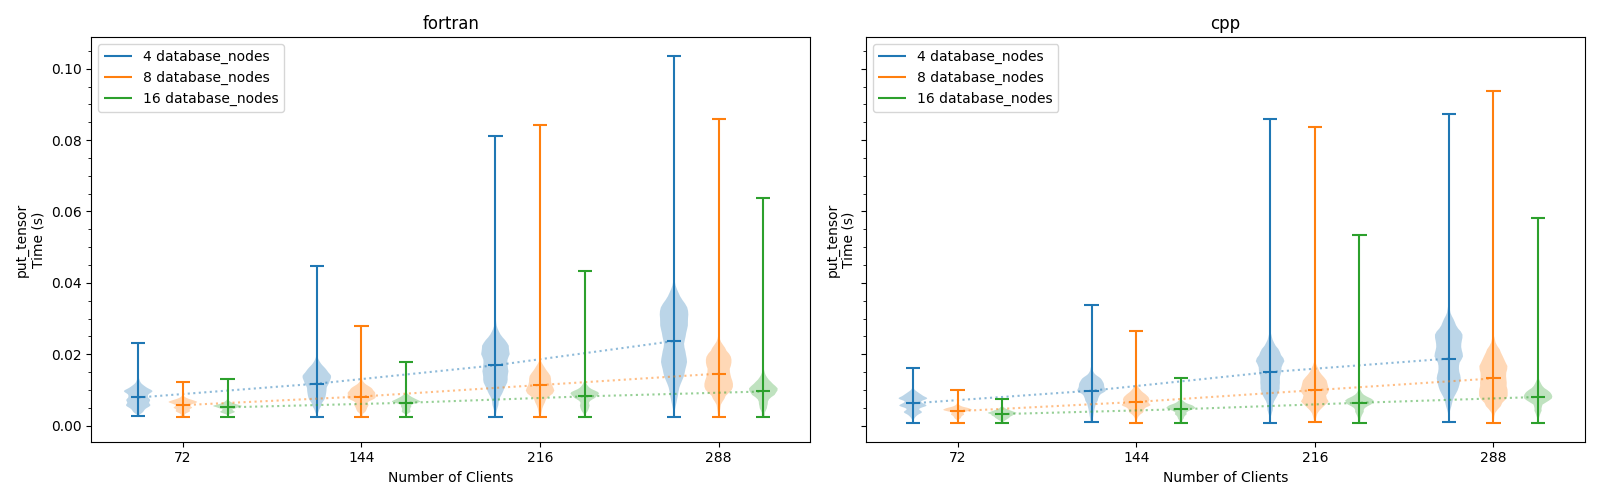 fortran
4 database_nodes
8 database_nodes
16 database_nodes
0.10
0.08
0.06
0.04
0.02
0.00
put_tensor
Time (s)
72
144
216
288
Number of Clients
cpp
4 database_nodes
8 database_nodes
16 database_nodes
put_tensor
Time (s)
72
144
216
288
Number of Clients